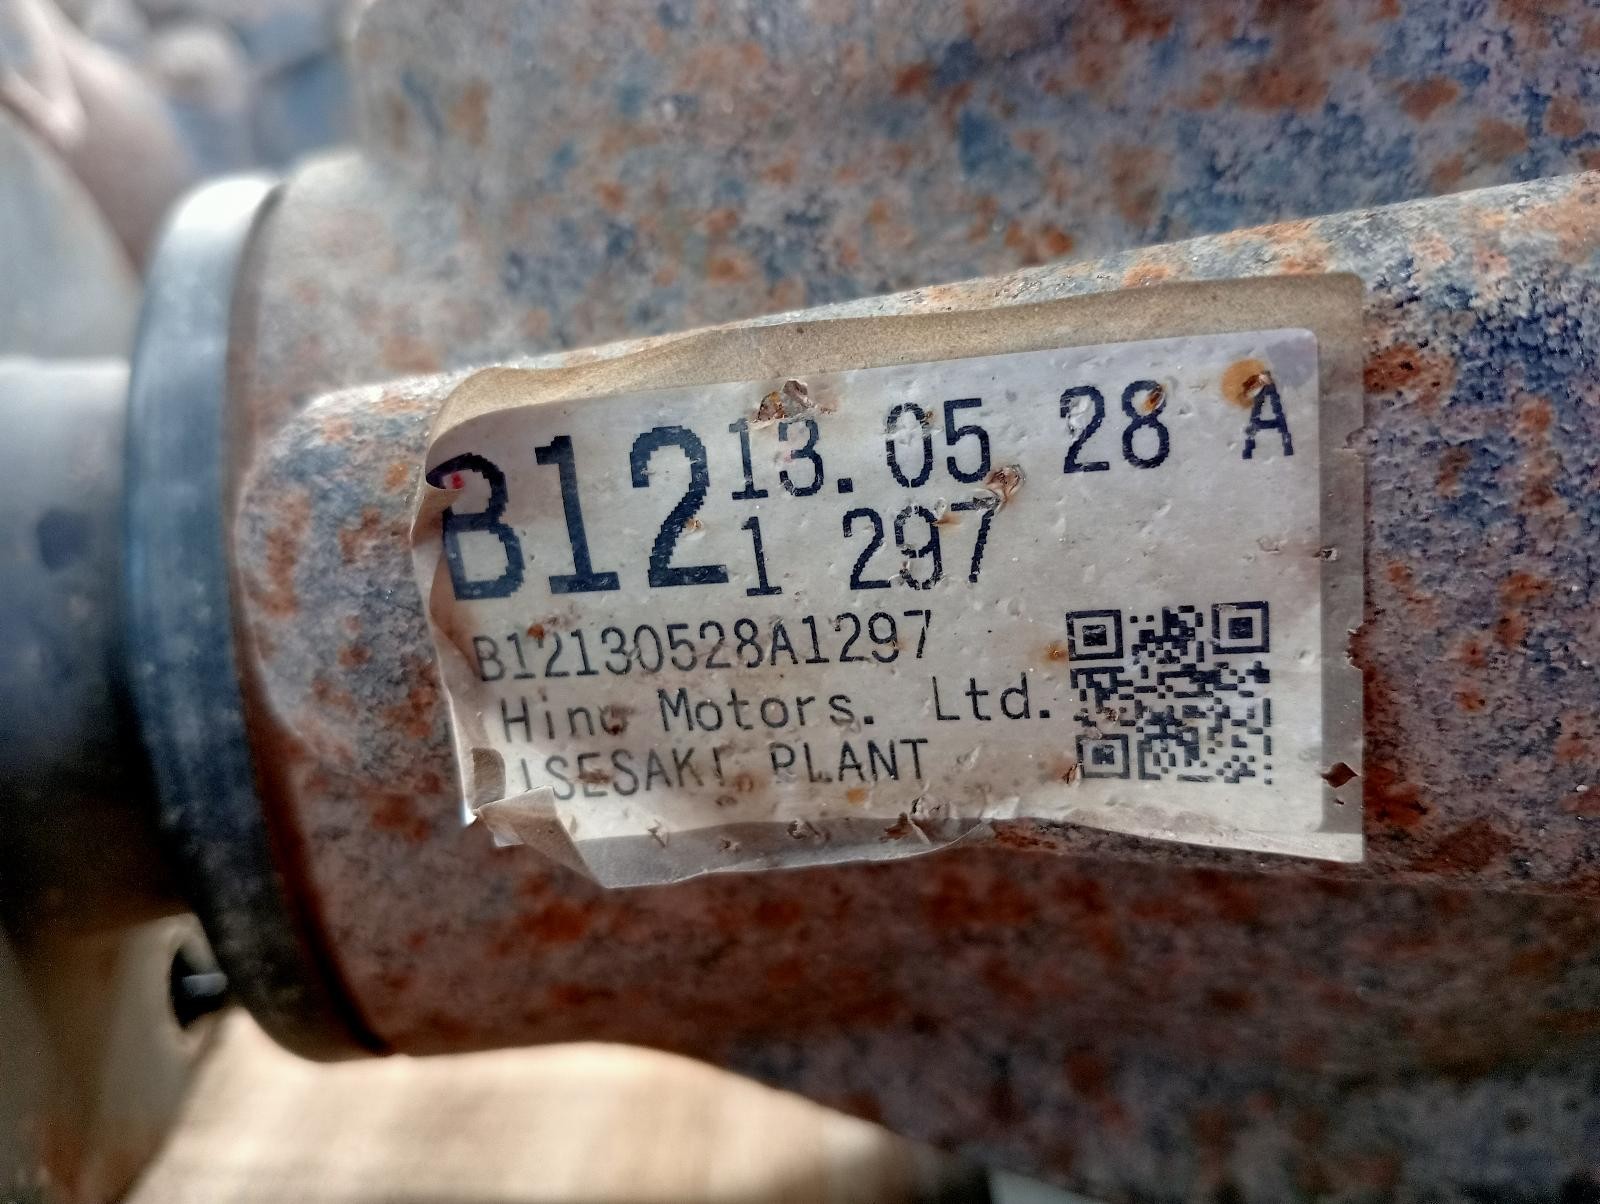 B12 13.05 28 A
1 297
B12130528A1297
Hino Motors. Ltd.
ISESAKI PLANT